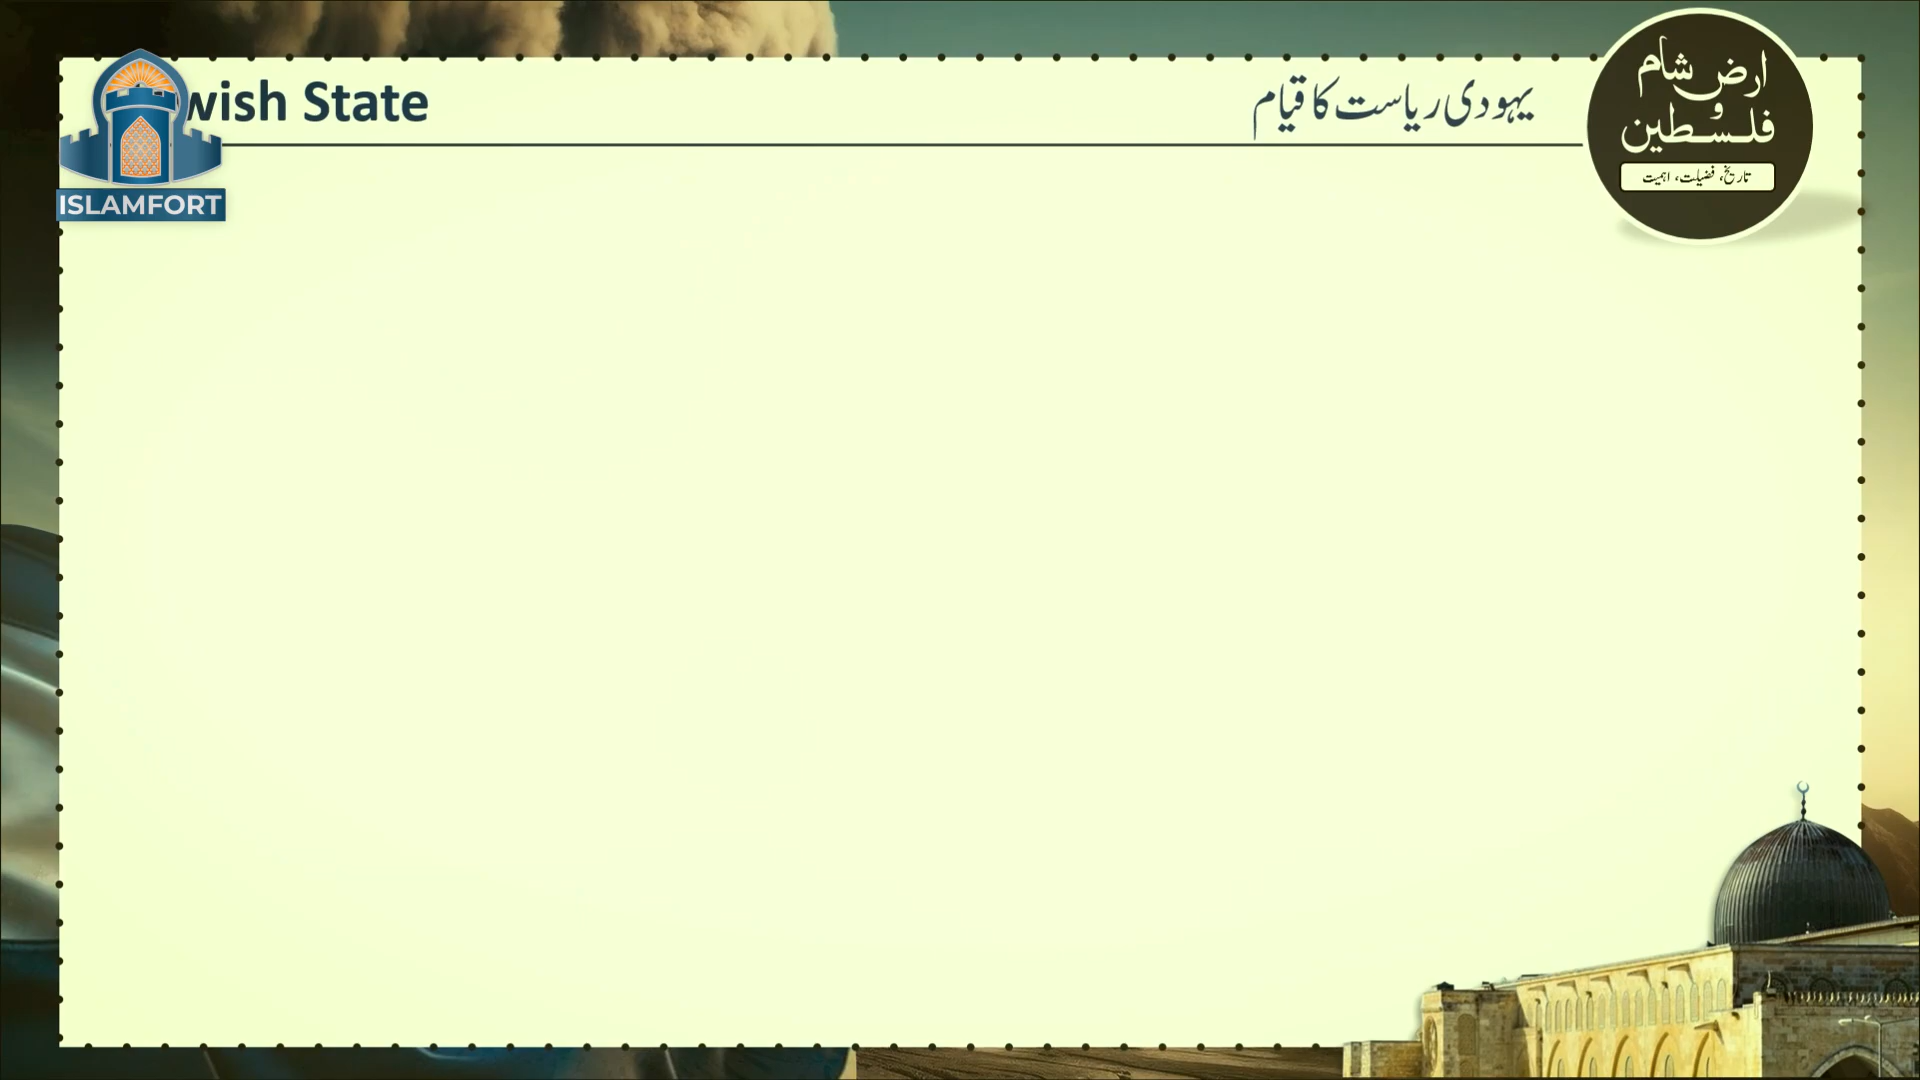 wish State
یہودی ریاست کا قیام
ارض شام
و
فلسطین
تاریخ، فضیلت، اہمیت
ISLAMFORT